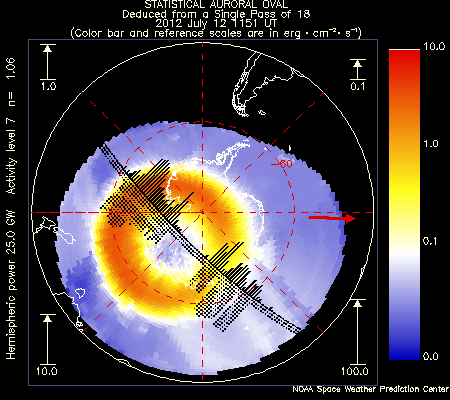 STATISTICAL AURORAL OVAL
Deduced from a Single Pass of 18
2012 July 12 1151 UT
(Color bar and reference scales are in erg·cm⁻²·s⁻¹)
1.0
0.1
10.0
1.0
0.1
0.0
-60
Hemispheric power 25.0 GW Activity level 7 n= 1.06
10.0
100.0
NOAA Space Weather Prediction Center